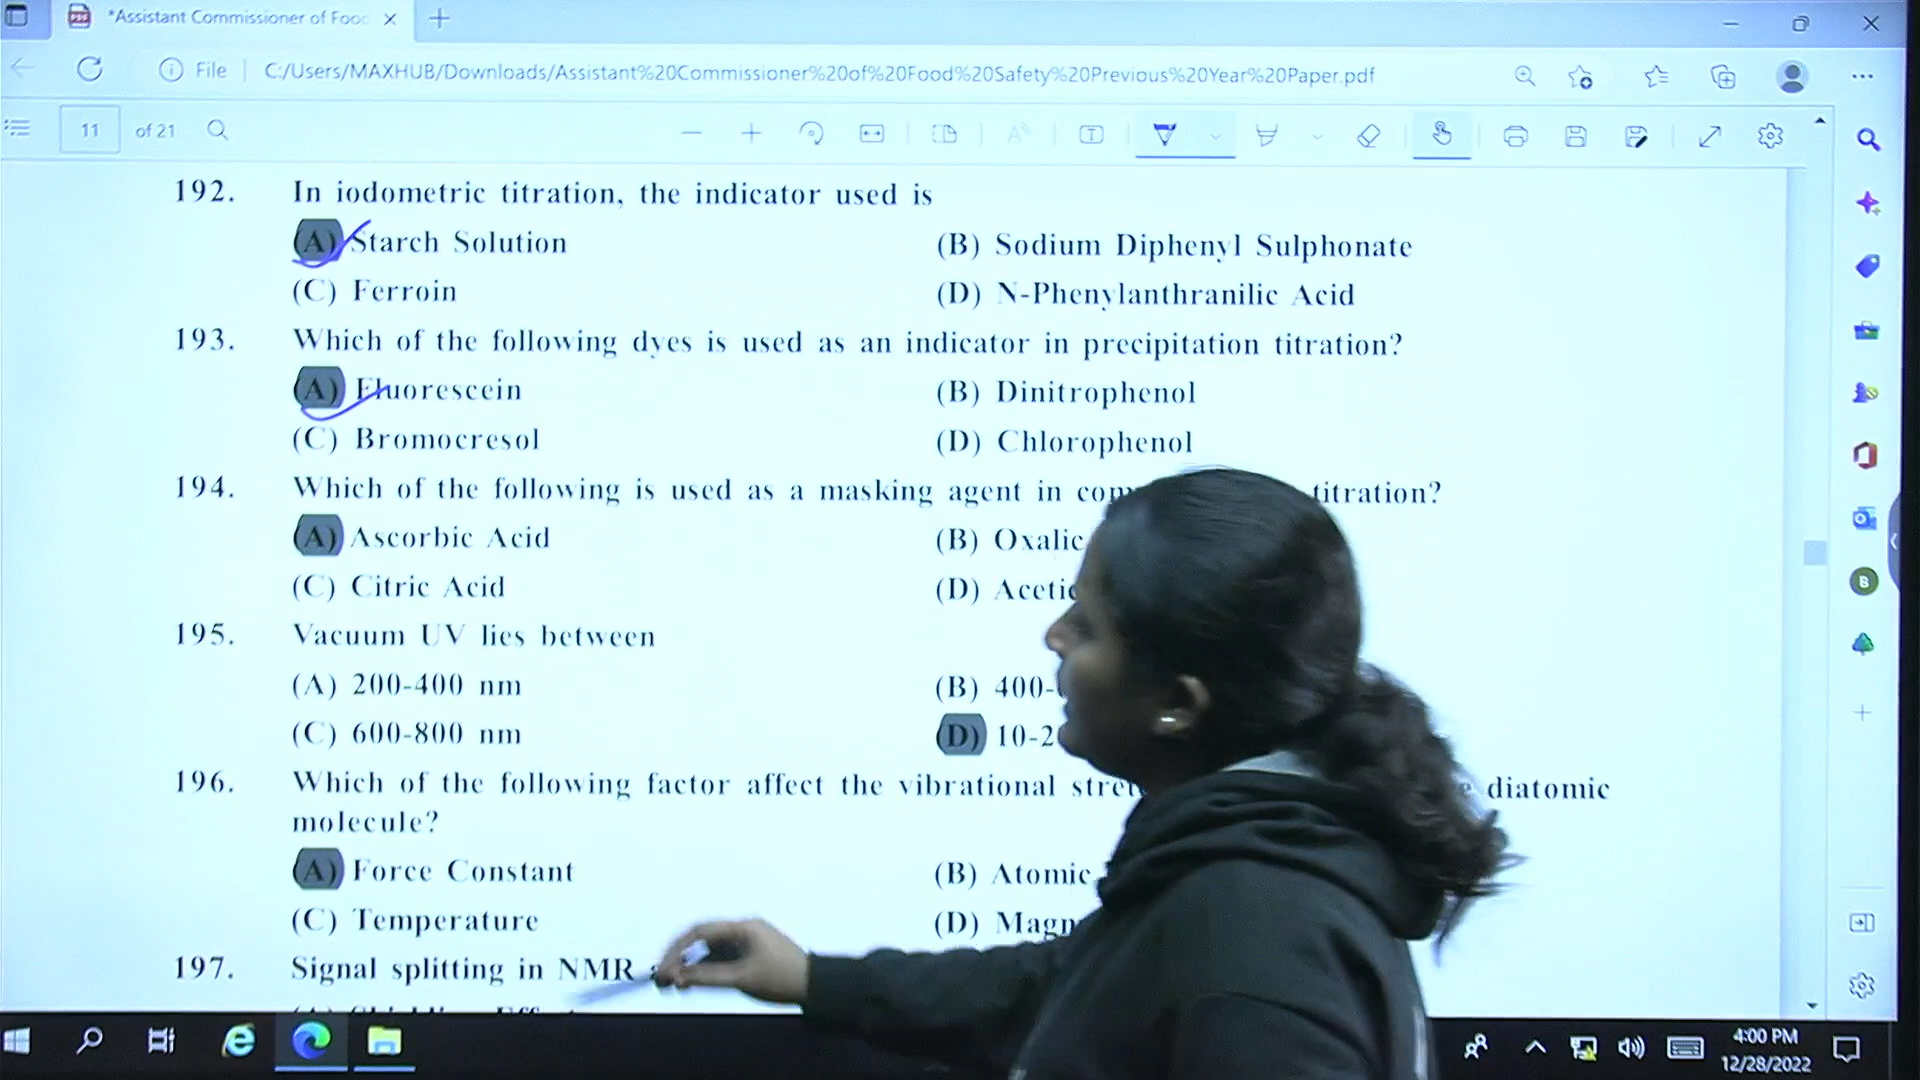 *Assistant Commissioner of Food
File
C:/Users/MAXHUB/Downloads/Assistant%20Commissioner%20of%20Food%20Safety%20Previous%20Year%20Paper.pdf
11 of 21
192. In iodometric titration, the indicator used is
(A) Starch Solution (B) Sodium Diphenyl Sulphonate
(C) Ferroin (D) N-Phenylanthranilic Acid
193. Which of the following dyes is used as an indicator in precipitation titration?
(A) Fluorescein (B) Dinitrophenol
(C) Bromocresol (D) Chlorophenol
194. Which of the following is used as a masking agent in titration?
(A) Ascorbic Acid (B) Oxalic
(C) Citric Acid (D)
195. Vacuum UV lies between
(A) 200-400 nm (B) 400-
(C) 600-800 nm (D) 10-2
196. Which of the following factor affect the vibrational diatomic
molecule?
(A) Force Constant (B) Atomic
(C) Temperature (D)
197. Signal splitting in NMR
4:00 PM
12/28/2022